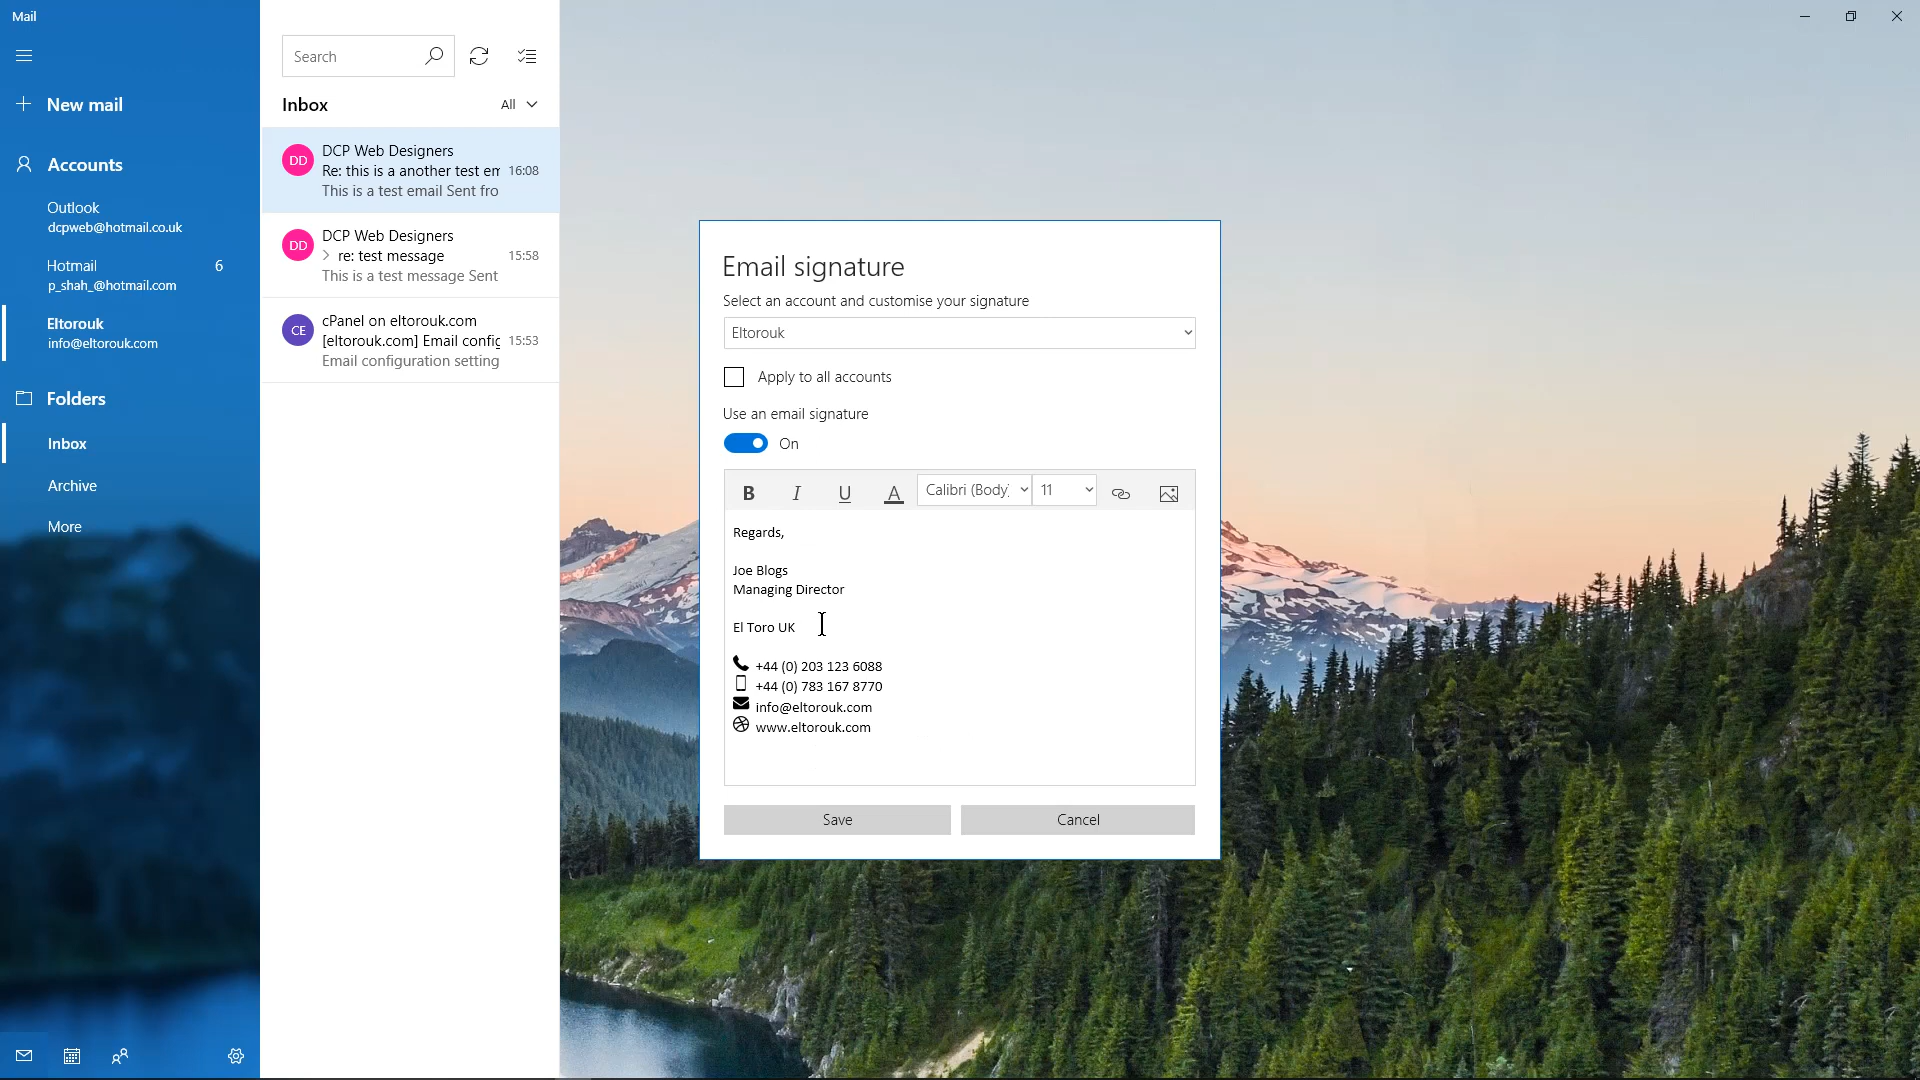 Mail
New mail
Accounts
Outlook
dcpweb@hotmail.co.uk
Hotmail 6
p_shah_@hotmail.com
Eltorouk
info@eltorouk.com
Folders
Inbox
Archive
More
Search
Inbox All
DD DCP Web Designers
Re: this is a another test em 16:08
This is a test email Sent fro
DD DCP Web Designers
> re: test message 15:58
This is a test message Sent
CE cPanel on eltorouk.com
[eltorouk.com] Email config 15:53
Email configuration setting
Email signature
Select an account and customise your signature
Eltorouk
Apply to all accounts
Use an email signature
On
B I U A Calibri (Body) 11
Regards,
Joe Blogs
Managing Director
El Toro UK
+44 (0) 203 123 6088
+44 (0) 783 167 8770
info@eltorouk.com
www.eltorouk.com
Save Cancel